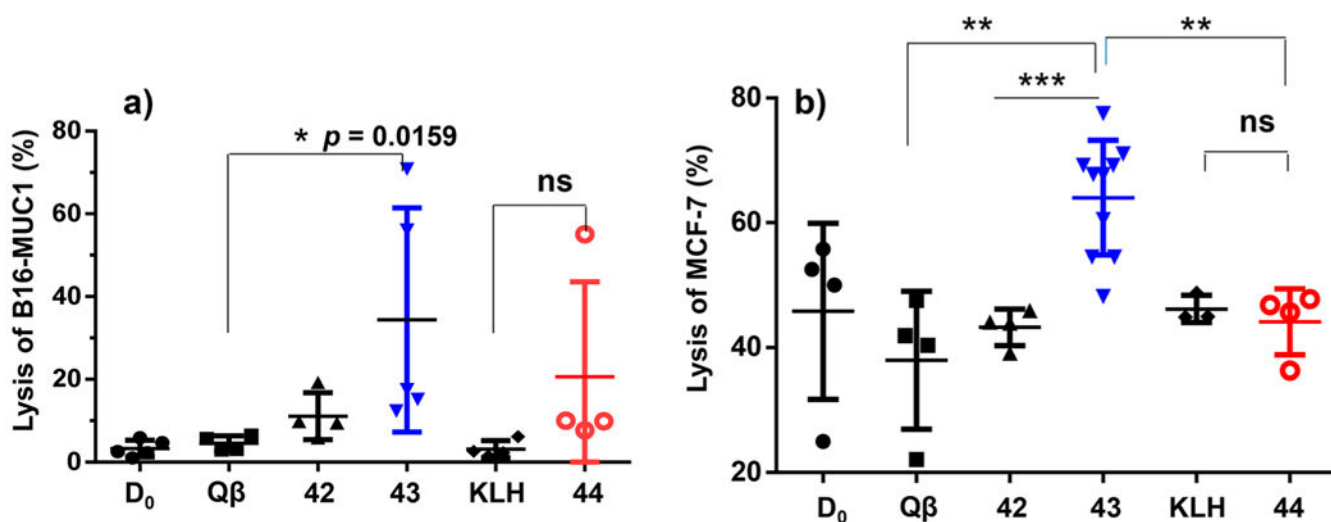 a)
* p = 0.0159
ns
Lysis of B16-MUC1 (%)
80
60
40
20
0
D₀ Qβ 42 43 KLH 44
b)
** **
***
ns
Lysis of MCF-7 (%)
80
60
40
20
D₀ Qβ 42 43 KLH 44